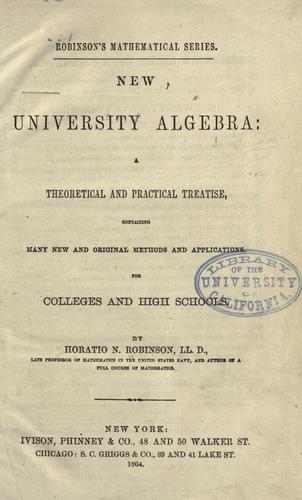 ROBINSON'S MATHEMATICAL SERIES.
NEW
UNIVERSITY ALGEBRA:
A
THEORETICAL AND PRACTICAL TREATISE,
CONTAINING
MANY NEW AND ORIGINAL METHODS AND APPLICATIONS.
FOR
COLLEGES AND HIGH SCHOOLS.
LIBRARY
OF THE
UNIVERSITY
OF
CALIFORNIA.
BY
HORATIO N. ROBINSON, LL. D.,
LATE PROFESSOR OF MATHEMATICS IN THE UNITED STATES NAVY, AND AUTHOR OF A
FULL COURSE OF MATHEMATICS.
NEW YORK:
IVISON, PHINNEY & CO., 48 AND 50 WALKER ST.
CHICAGO: S. C. GRIGGS & CO., 39 AND 41 LAKE ST.
1864.